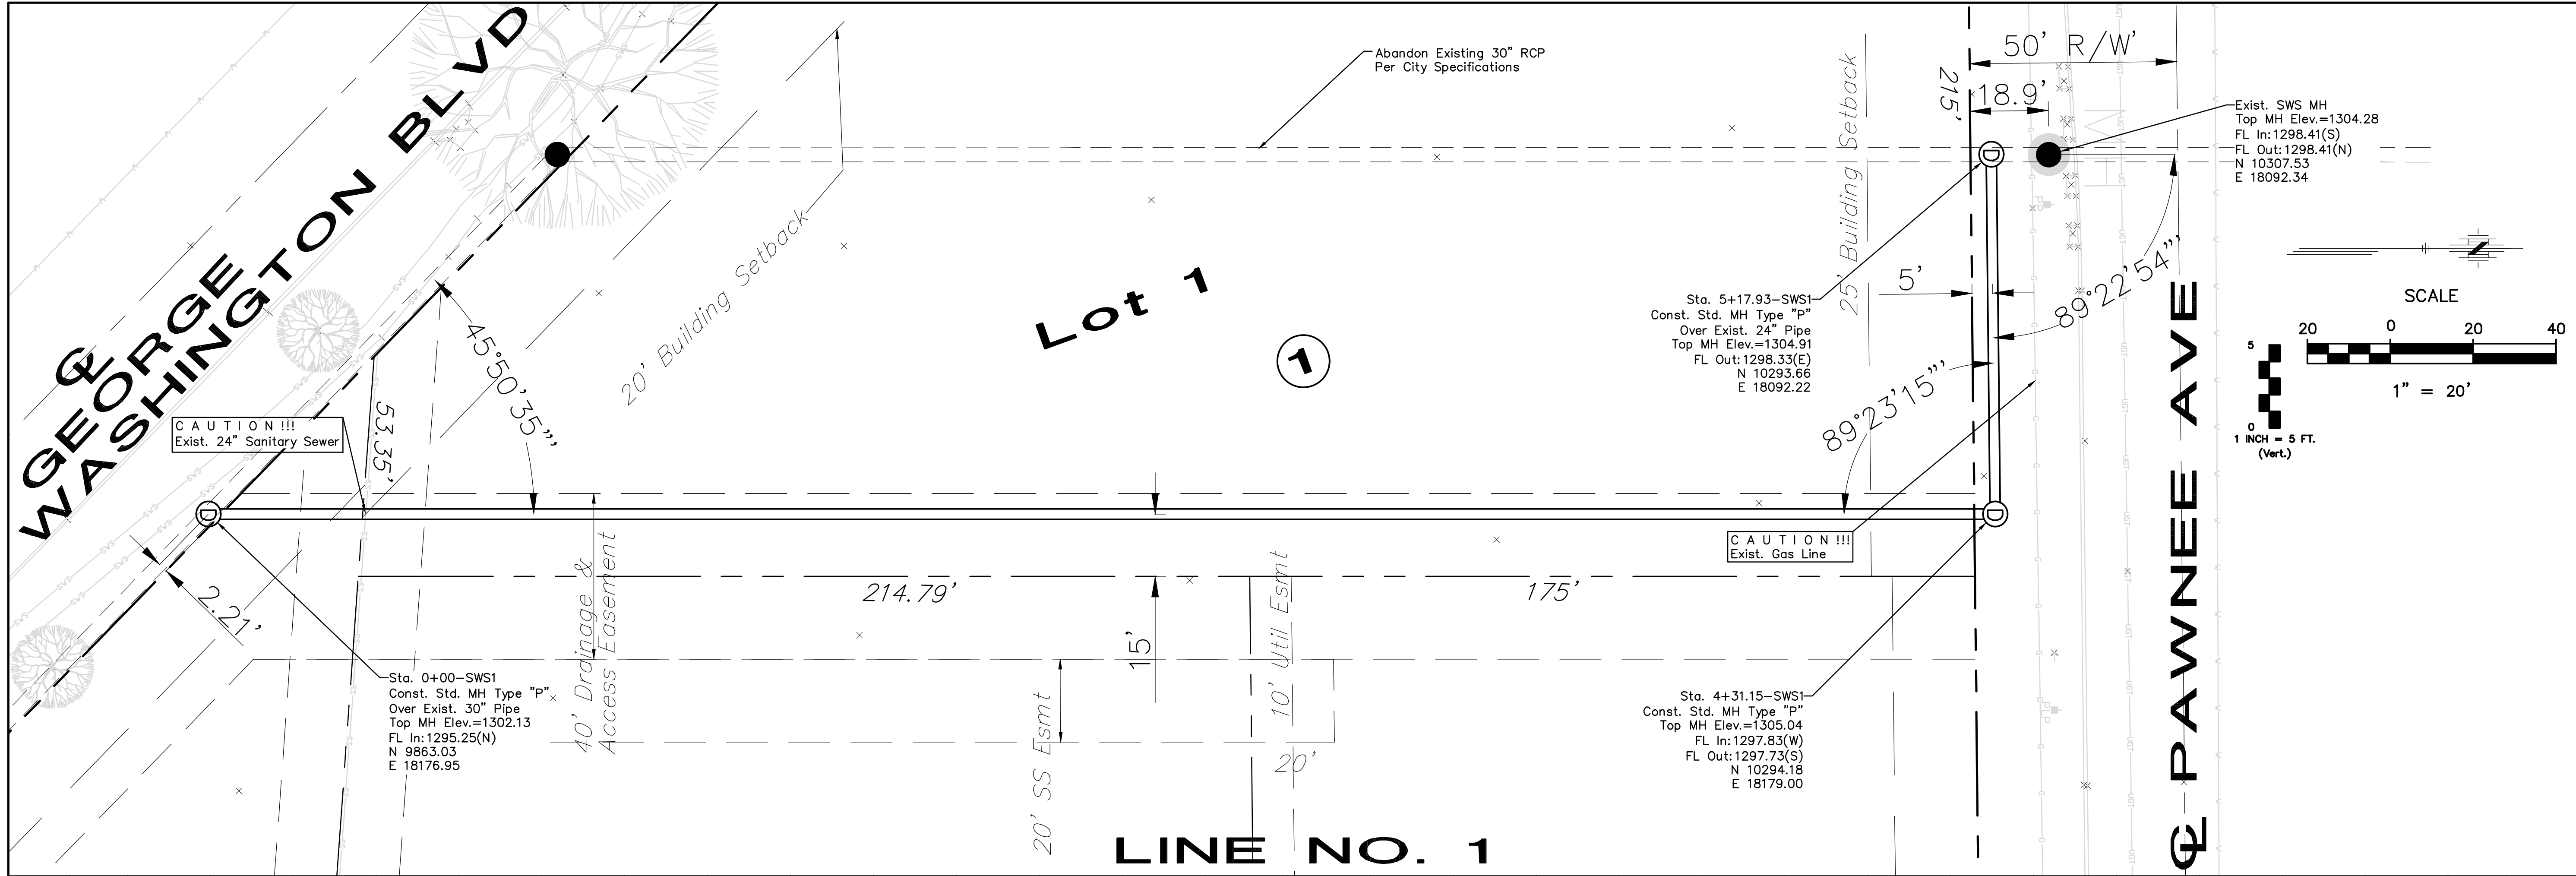 GEORGE
WASHINGTON BLVD
Abandon Existing 30" RCP
Per City Specifications
25' Building Setback
215'
50' R/W'
18.9'
Exist. SWS MH
Top MH Elev.=1304.28
FL In:1298.41(S)
FL Out:1298.41(N)
N 10307.53
E 18092.34
20' Building Setback
Lot 1
1
Sta. 5+17.93-SWS1
Const. Std. MH Type "P"
Over Exist. 24" Pipe
Top MH Elev.=1304.91
FL Out:1298.33(E)
N 10293.66
E 18092.22
5'
89°22'54"'
89°23'15"'
45°50'35"'
53.35'
C A U T I O N !!!
Exist. 24" Sanitary Sewer
SCALE
20 0 20 40
1" = 20'
5
0
1 INCH = 5 FT.
(Vert.)
℄ PAWNEE AVE
℄
C A U T I O N !!!
Exist. Gas Line
2.21'
214.79'
175'
15'
40' Drainage &
Access Easement
10' Util Esmt
20' SS Esmt
20'
Sta. 0+00-SWS1
Const. Std. MH Type "P"
Over Exist. 30" Pipe
Top MH Elev.=1302.13
FL In:1295.25(N)
N 9863.03
E 18176.95
Sta. 4+31.15-SWS1
Const. Std. MH Type "P"
Top MH Elev.=1305.04
FL In:1297.83(W)
FL Out:1297.73(S)
N 10294.18
E 18179.00
MH
PP
PP
UGT
SAS
SS
G
LINE NO. 1